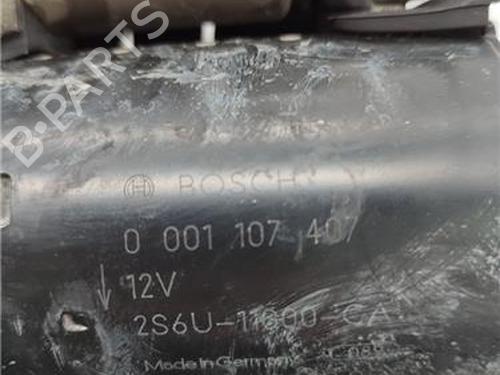 B-PARTS
BOSCH
0 001 107 407
12V
2S6U-11000-CA
Made in Germany